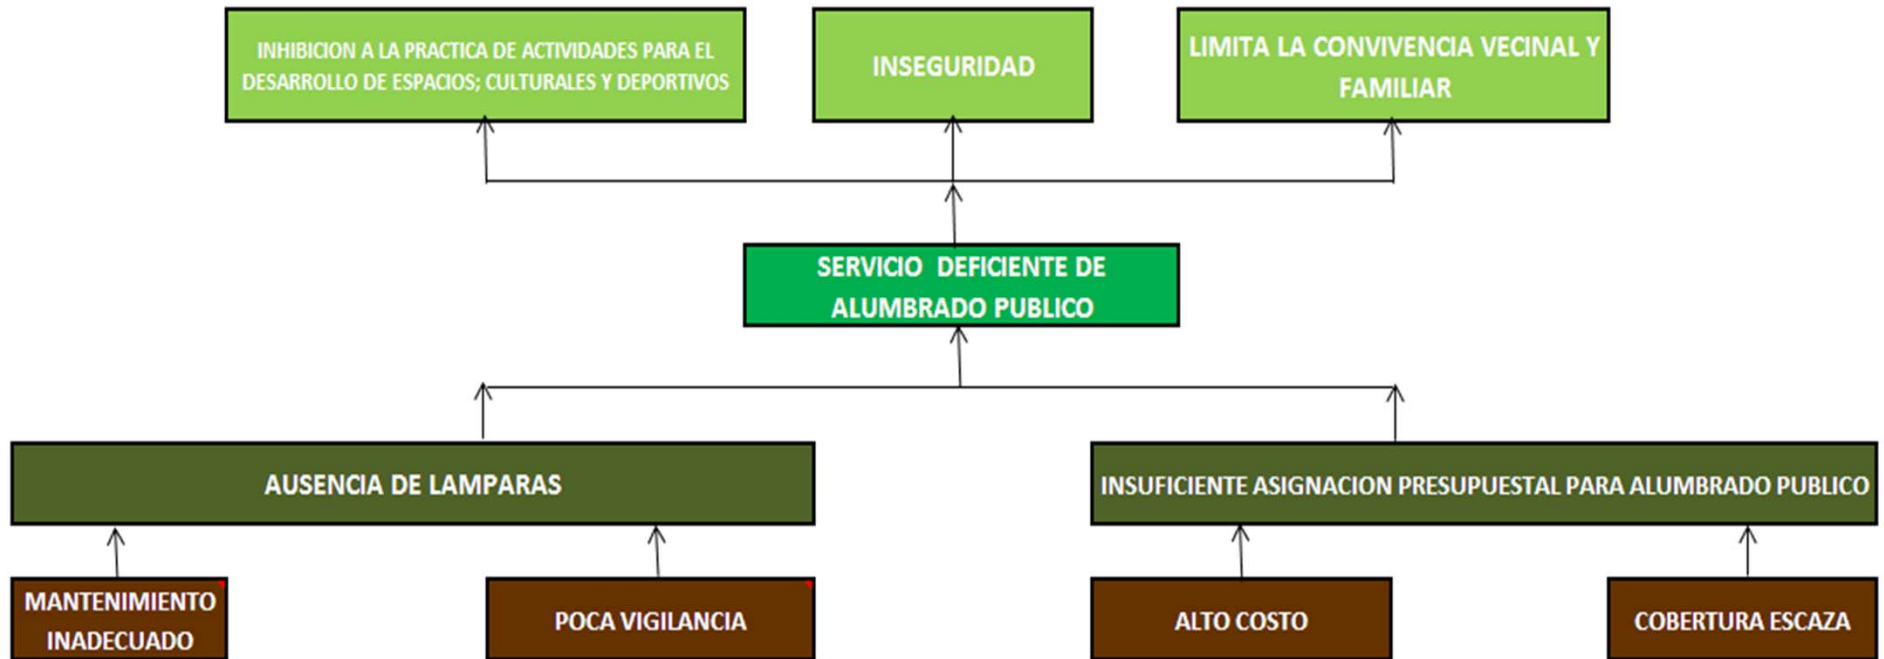 INHIBICION A LA PRACTICA DE ACTIVIDADES PARA EL
DESARROLLO DE ESPACIOS; CULTURALES Y DEPORTIVOS
INSEGURIDAD
LIMITA LA CONVIVENCIA VECINAL Y
FAMILIAR
SERVICIO DEFICIENTE DE
ALUMBRADO PUBLICO
AUSENCIA DE LAMPARAS
INSUFICIENTE ASIGNACION PRESUPUESTAL PARA ALUMBRADO PUBLICO
MANTENIMIENTO
INADECUADO
POCA VIGILANCIA
ALTO COSTO
COBERTURA ESCAZA